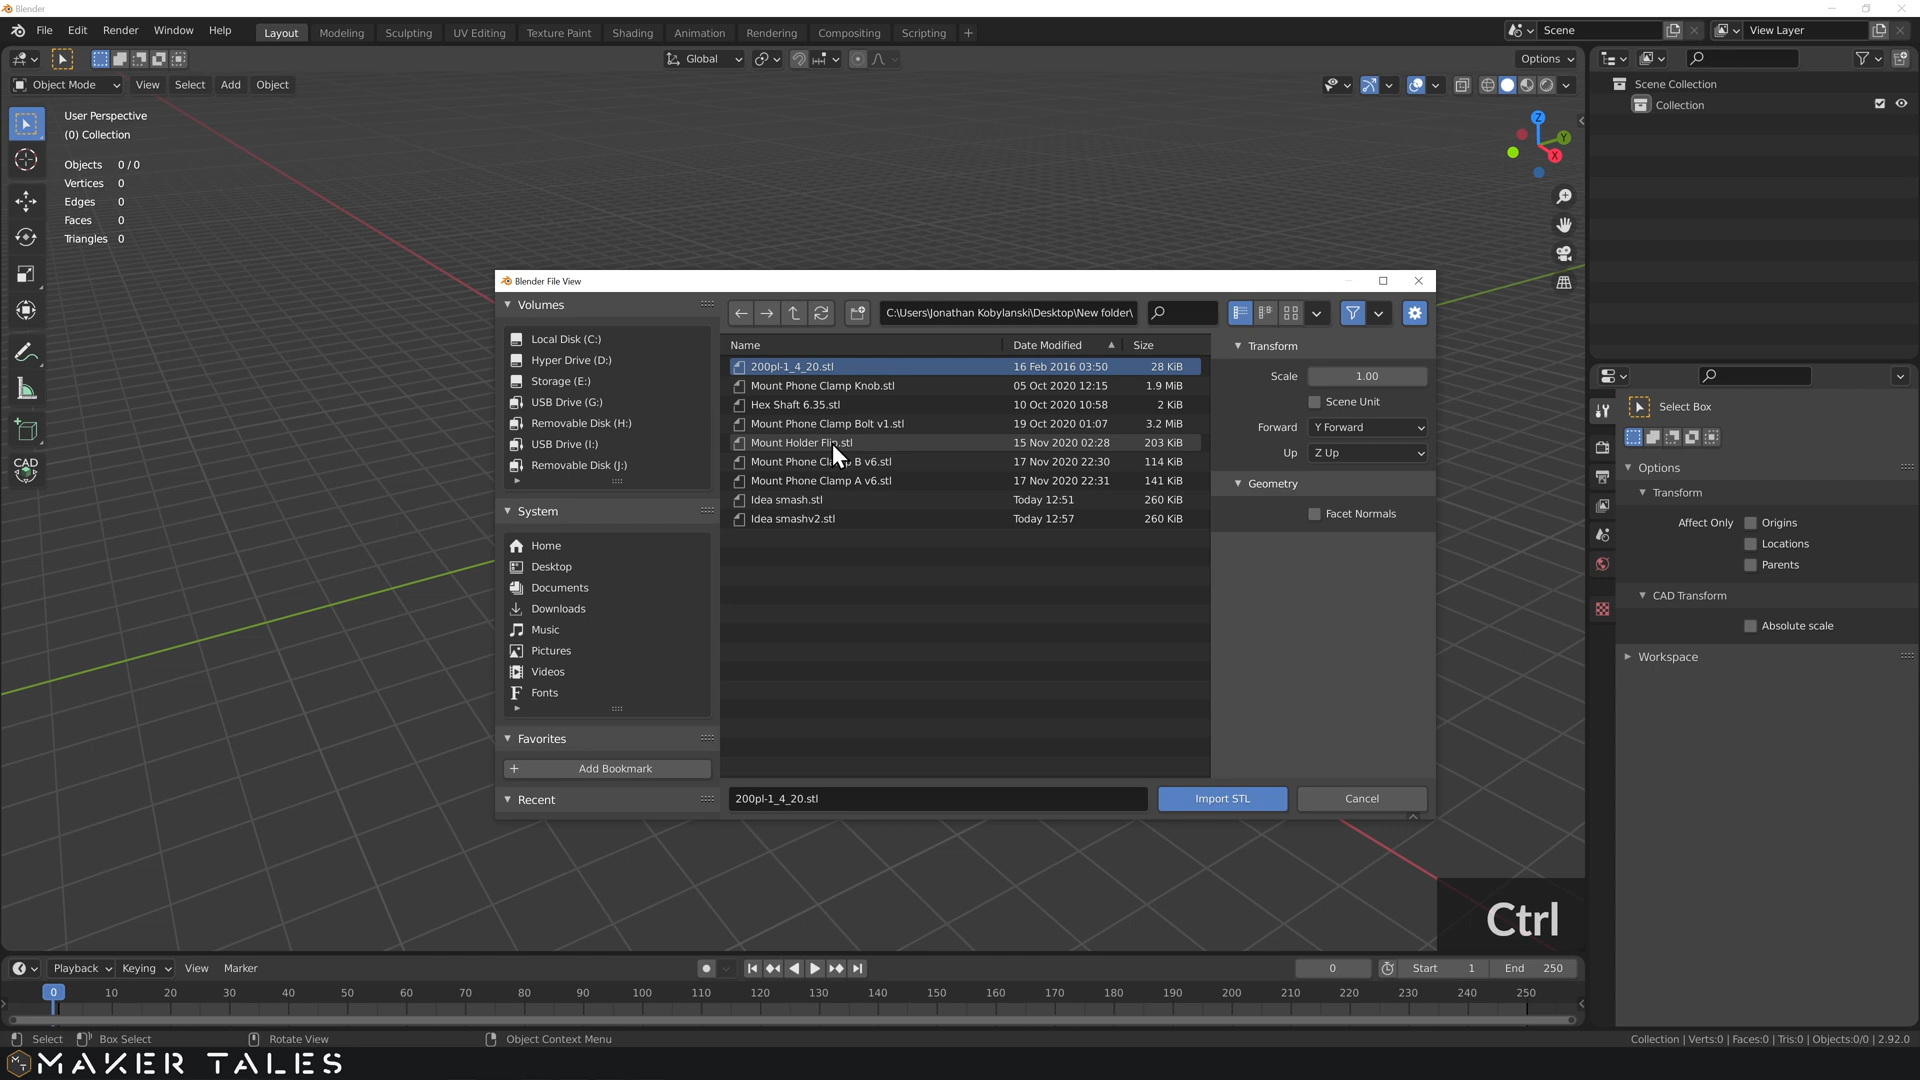 Blender
File Edit Render Window Help Layout Modeling Sculpting UV Editing Texture Paint Shading Animation Rendering Compositing Scripting + Scene View Layer
Global Options
Object Mode View Select Add Object
User Perspective
(0) Collection
Objects 0 / 0
Vertices 0
Edges 0
Faces 0
Triangles 0
Z
Y
X
CAD
Blender File View
Volumes
Local Disk (C:)
Hyper Drive (D:)
Storage (E:)
USB Drive (G:)
Removable Disk (H:)
USB Drive (I:)
Removable Disk (J:)
System
Home
Desktop
Documents
Downloads
Music
Pictures
Videos
Fonts
Favorites
+ Add Bookmark
Recent
C:\Users\Jonathan Kobylanski\Desktop\New folder\
Name Date Modified Size
200pl-1_4_20.stl 16 Feb 2016 03:50 28 KiB
Mount Phone Clamp Knob.stl 05 Oct 2020 12:15 1.9 MiB
Hex Shaft 6.35.stl 10 Oct 2020 10:58 2 KiB
Mount Phone Clamp Bolt v1.stl 19 Oct 2020 01:07 3.2 MiB
Mount Holder Flip.stl 15 Nov 2020 02:28 203 KiB
Mount Phone Clamp B v6.stl 17 Nov 2020 22:30 114 KiB
Mount Phone Clamp A v6.stl 17 Nov 2020 22:31 141 KiB
Idea smash.stl Today 12:51 260 KiB
Idea smashv2.stl Today 12:57 260 KiB
200pl-1_4_20.stl Import STL Cancel
Transform
Scale 1.00
Scene Unit
Forward Y Forward
Up Z Up
Geometry
Facet Normals
Scene Collection
Collection
Select Box
Options
Transform
Affect Only Origins
Locations
Parents
CAD Transform
Absolute scale
Workspace
Ctrl
Playback Keying View Marker 0 Start 1 End 250
0 10 20 30 40 50 60 70 80 90 100 110 120 130 140 150 160 170 180 190 200 210 220 230 240 250
Select Box Select Rotate View Object Context Menu Collection | Verts:0 | Faces:0 | Tris:0 | Objects:0/0 | 2.92.0
MAKER TALES